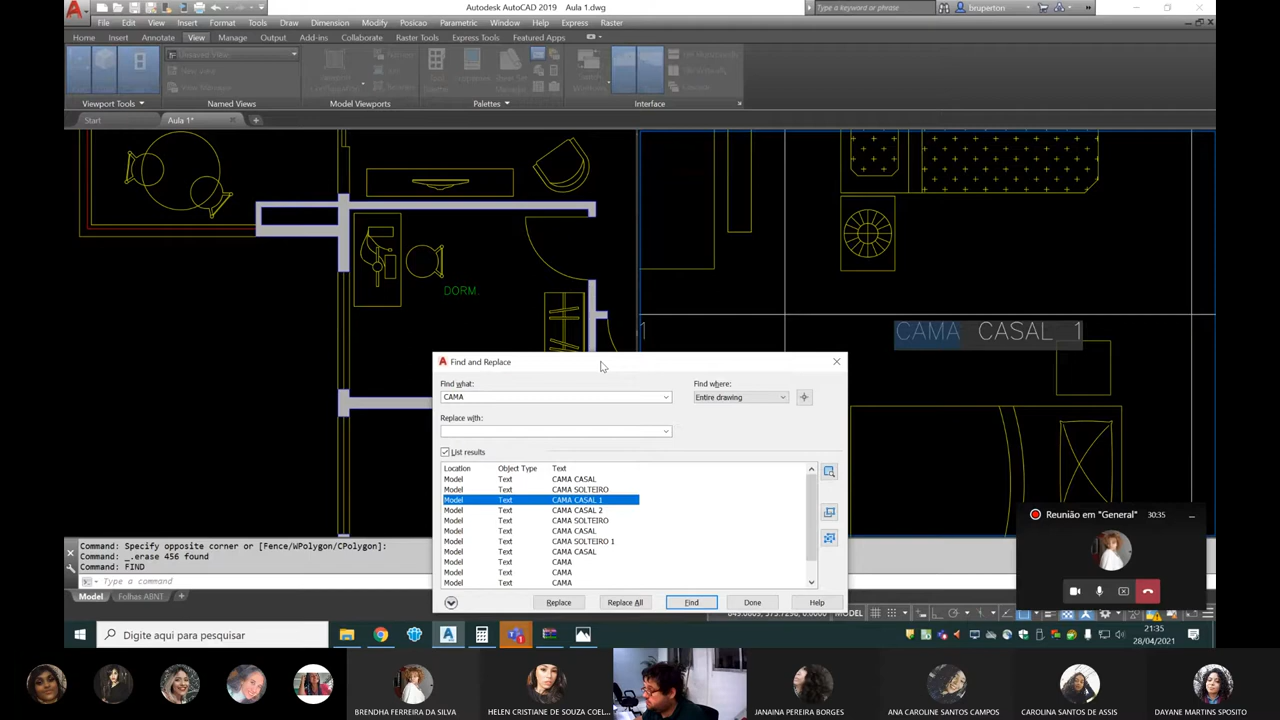 Autodesk AutoCAD 2019 Aula 1.dwg
Type a keyword or phrase
bruperton
File Edit View Insert Format Tools Draw Dimension Modify Posicao Parametric Window Help Express Raster
Home Insert Annotate View Manage Output Add-ins Collaborate Raster Tools Express Tools Featured Apps
Viewport Tools Named Views Model Viewports Palettes Interface
Start Aula 1*
DORM.
1
CAMA CASAL 1
Find and Replace
Find what: Find where:
CAMA Entire drawing
Replace with:
List results
Location Object Type Text
Model Text CAMA CASAL
Model Text CAMA SOLTEIRO
Model Text CAMA CASAL 1
Model Text CAMA CASAL 2
Model Text CAMA SOLTEIRO
Model Text CAMA CASAL
Model Text CAMA SOLTEIRO 1
Model Text CAMA CASAL
Model Text CAMA
Model Text CAMA
Model Text CAMA
Replace Replace All Find Done Help
Reunião em "General" 30:35
Command: Specify opposite corner or [Fence/WPolygon/CPolygon]:
Command: _.erase 456 found
Command: FIND
Type a command
Model Folhas ABNT
MODEL
Digite aqui para pesquisar
21:35
28/04/2021
BRENDHA FERREIRA DA SILVA
HELEN CRISTIANE DE SOUZA COEL...
JANAINA PEREIRA BORGES
ANA CAROLINE SANTOS CAMPOS
CAROLINA SANTOS DE ASSIS
DAYANE MARTINS SPOSITO